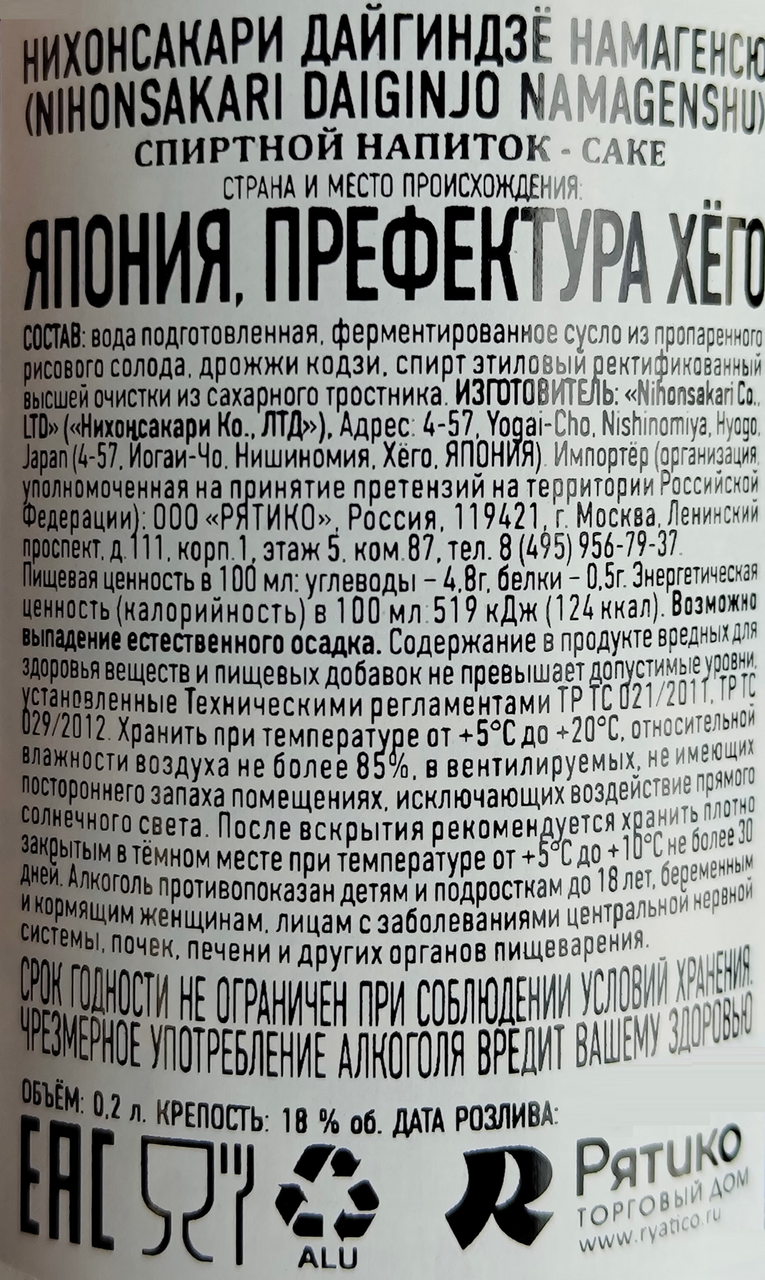 НИХОНСАКАРИ ДАЙГИНДЗЁ НАМАГЕНСЮ
(NIHONSAKARI DAIGINJO NAMAGENSHU)
СПИРТНОЙ НАПИТОК - САКЕ
СТРАНА И МЕСТО ПРОИСХОЖДЕНИЯ:
ЯПОНИЯ, ПРЕФЕКТУРА ХЁГО
СОСТАВ: вода подготовленная, ферментированное сусло из пропаренного
рисового солода, дрожжи кодзи, спирт этиловый ректификованный
высшей очистки из сахарного тростника. ИЗГОТОВИТЕЛЬ: «Nihonsakari Co.,
LTD» («Нихонсакари Ко., ЛТД»), Адрес: 4-57, Yogai-Cho, Nishinomiya, Hyogo,
Japan (4-57, Йогаи-Чо, Нишиномия, Хёго, ЯПОНИЯ). Импортёр (организация,
уполномоченная на принятие претензий на территории Российской
Федерации): ООО «РЯТИКО», Россия, 119421, г. Москва, Ленинский
проспект, д.111, корп.1, этаж 5, ком.87, тел. 8 (495) 956-79-37.
Пищевая ценность в 100 мл: углеводы – 4,8г, белки – 0,5г. Энергетическая
ценность (калорийность) в 100 мл:519 кДж (124 ккал). Возможно
выпадение естественного осадка. Содержание в продукте вредных для
здоровья веществ и пищевых добавок не превышает допустимые уровни,
установленные Техническими регламентами ТР ТС 021/2011, ТР ТС
029/2012. Хранить при температуре от +5°С до +20°С, относительной
влажности воздуха не более 85%, в вентилируемых, не имеющих
постороннего запаха помещениях, исключающих воздействие прямого
солнечного света. После вскрытия рекомендуется хранить плотно
закрытым в тёмном месте при температуре от +5°С до +10°С не более 30
дней. Алкоголь противопоказан детям и подросткам до 18 лет, беременным
и кормящим женщинам, лицам с заболеваниями центральной нервной
системы, почек, печени и других органов пищеварения.
СРОК ГОДНОСТИ НЕ ОГРАНИЧЕН ПРИ СОБЛЮДЕНИИ УСЛОВИЙ ХРАНЕНИЯ.
ЧРЕЗМЕРНОЕ УПОТРЕБЛЕНИЕ АЛКОГОЛЯ ВРЕДИТ ВАШЕМУ ЗДОРОВЬЮ
ОБЪЁМ: 0,2 л. КРЕПОСТЬ: 18 % об. ДАТА РОЗЛИВА:
EAC
ALU
Рятико
ТОРГОВЫЙ ДОМ
www.ryatico.ru